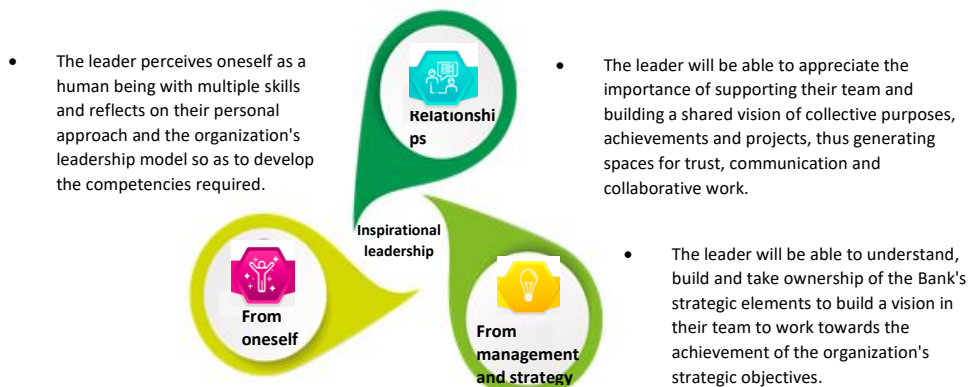 • The leader perceives oneself as a
human being with multiple skills
and reflects on their personal
approach and the organization's
leadership model so as to develop
the competencies required.
Relationshi
ps
• The leader will be able to appreciate the
importance of supporting their team and
building a shared vision of collective purposes,
achievements and projects, thus generating
spaces for trust, communication and
collaborative work.
Inspirational
leadership
From
oneself
From
management
and strategy
• The leader will be able to understand,
build and take ownership of the Bank's
strategic elements to build a vision in
their team to work towards the
achievement of the organization's
strategic objectives.